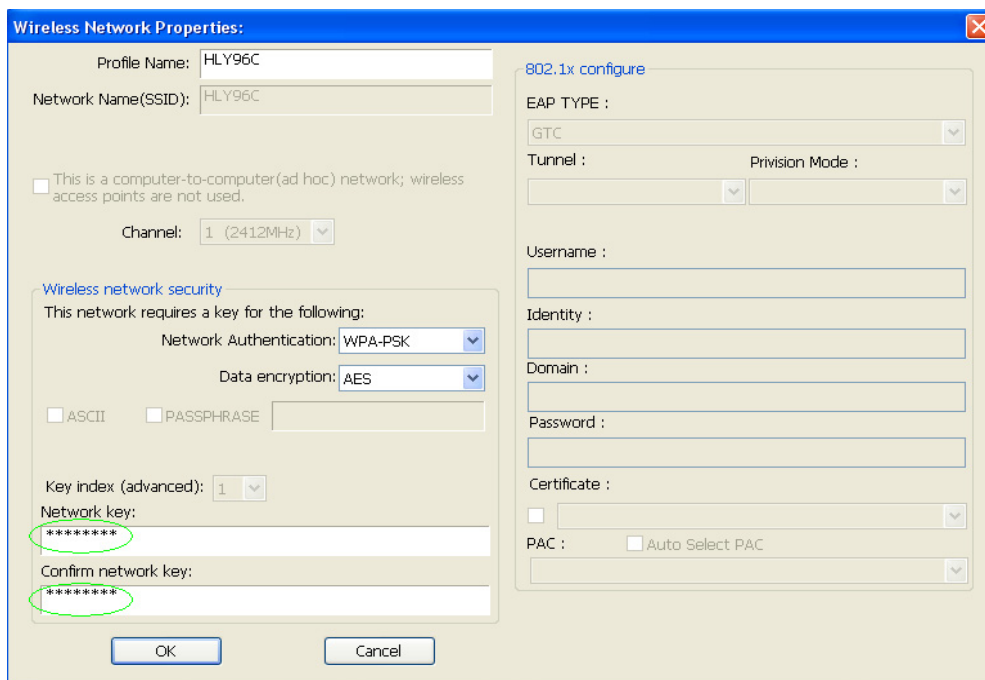 Wireless Network Properties:
Profile Name: HLY96C
Network Name(SSID): HLY96C
This is a computer-to-computer(ad hoc) network; wireless
access points are not used.
Channel: 1 (2412MHz)
Wireless network security
This network requires a key for the following:
Network Authentication: WPA-PSK
Data encryption: AES
ASCII PASSPHRASE
Key index (advanced): 1
Network key:
********
Confirm network key:
********
OK Cancel
802.1x configure
EAP TYPE :
GTC
Tunnel : Privision Mode :
Username :
Identity :
Domain :
Password :
Certificate :
PAC : Auto Select PAC